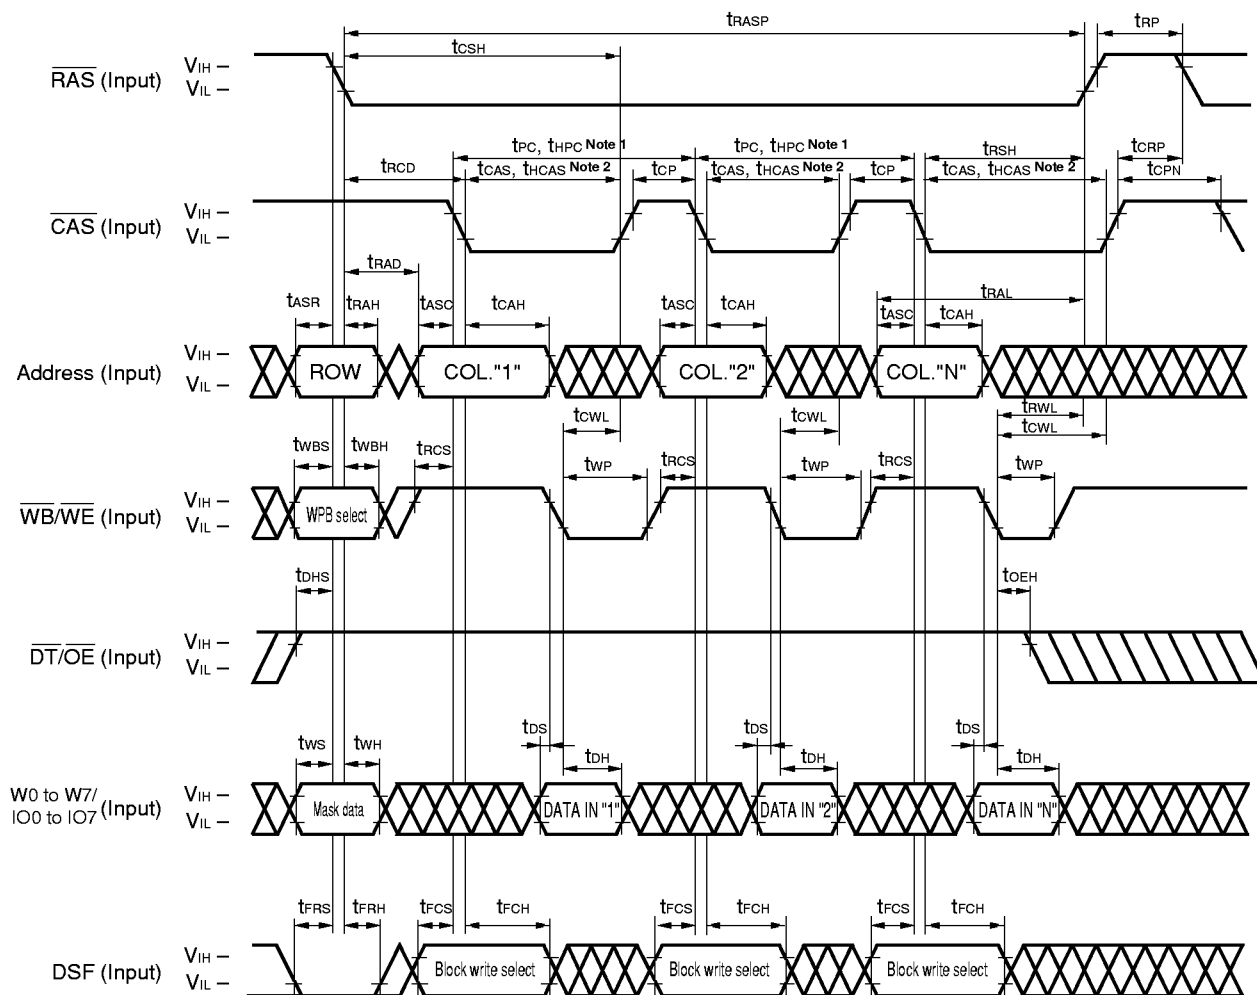 tRASP
tRP
tCSH
RAS (Input)
VIH –
VIL –
tPC, tHPC Note 1
tPC, tHPC Note 1
tRSH
tCRP
tRCD
tCAS, tHCAS Note 2
tCP
tCAS, tHCAS Note 2
tCP
tCAS, tHCAS Note 2
tCPN
CAS (Input)
VIH –
VIL –
tRAD
tRAL
tASR
tRAH
tASC
tCAH
tASC
tCAH
tASC
tCAH
Address (Input)
VIH –
VIL –
ROW
COL."1"
COL."2"
COL."N"
tCWL
tCWL
tRWL
tCWL
tWBS
tWBH
tRCS
tWP
tRCS
tWP
tRCS
tWP
WB/WE (Input)
VIH –
VIL –
WPB select
tDHS
tOEH
DT/OE (Input)
VIH –
VIL –
tWS
tWH
tDS
tDH
tDS
tDH
tDS
tDH
W0 to W7/
IO0 to IO7
(Input)
VIH –
VIL –
Mask data
DATA IN "1"
DATA IN "2"
DATA IN "N"
tFRS
tFRH
tFCS
tFCH
tFCS
tFCH
tFCS
tFCH
DSF (Input)
VIH –
VIL –
Block write select
Block write select
Block write select